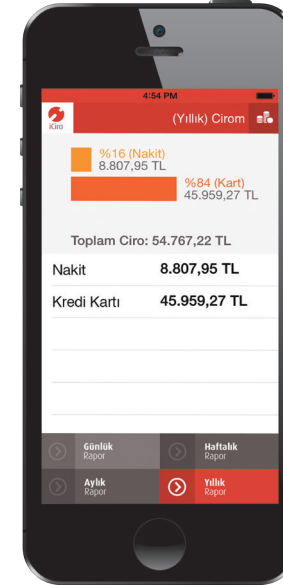 4:54 PM
iCiro
(Yıllık) Cirom
%16 (Nakit)
8.807,95 TL
%84 (Kart)
45.959,27 TL
Toplam Ciro: 54.767,22 TL
Nakit 8.807,95 TL
Kredi Kartı 45.959,27 TL
Günlük
Rapor
Haftalık
Rapor
Aylık
Rapor
Yıllık
Rapor